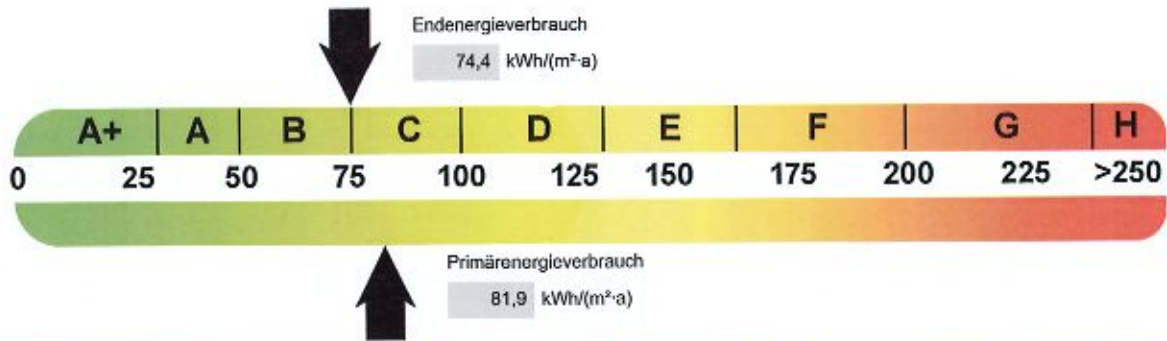 Endenergieverbrauch
74,4 kWh/(m²·a)
A+ A B C D E F G H
0 25 50 75 100 125 150 175 200 225 >250
Primärenergieverbrauch
81,9 kWh/(m²·a)